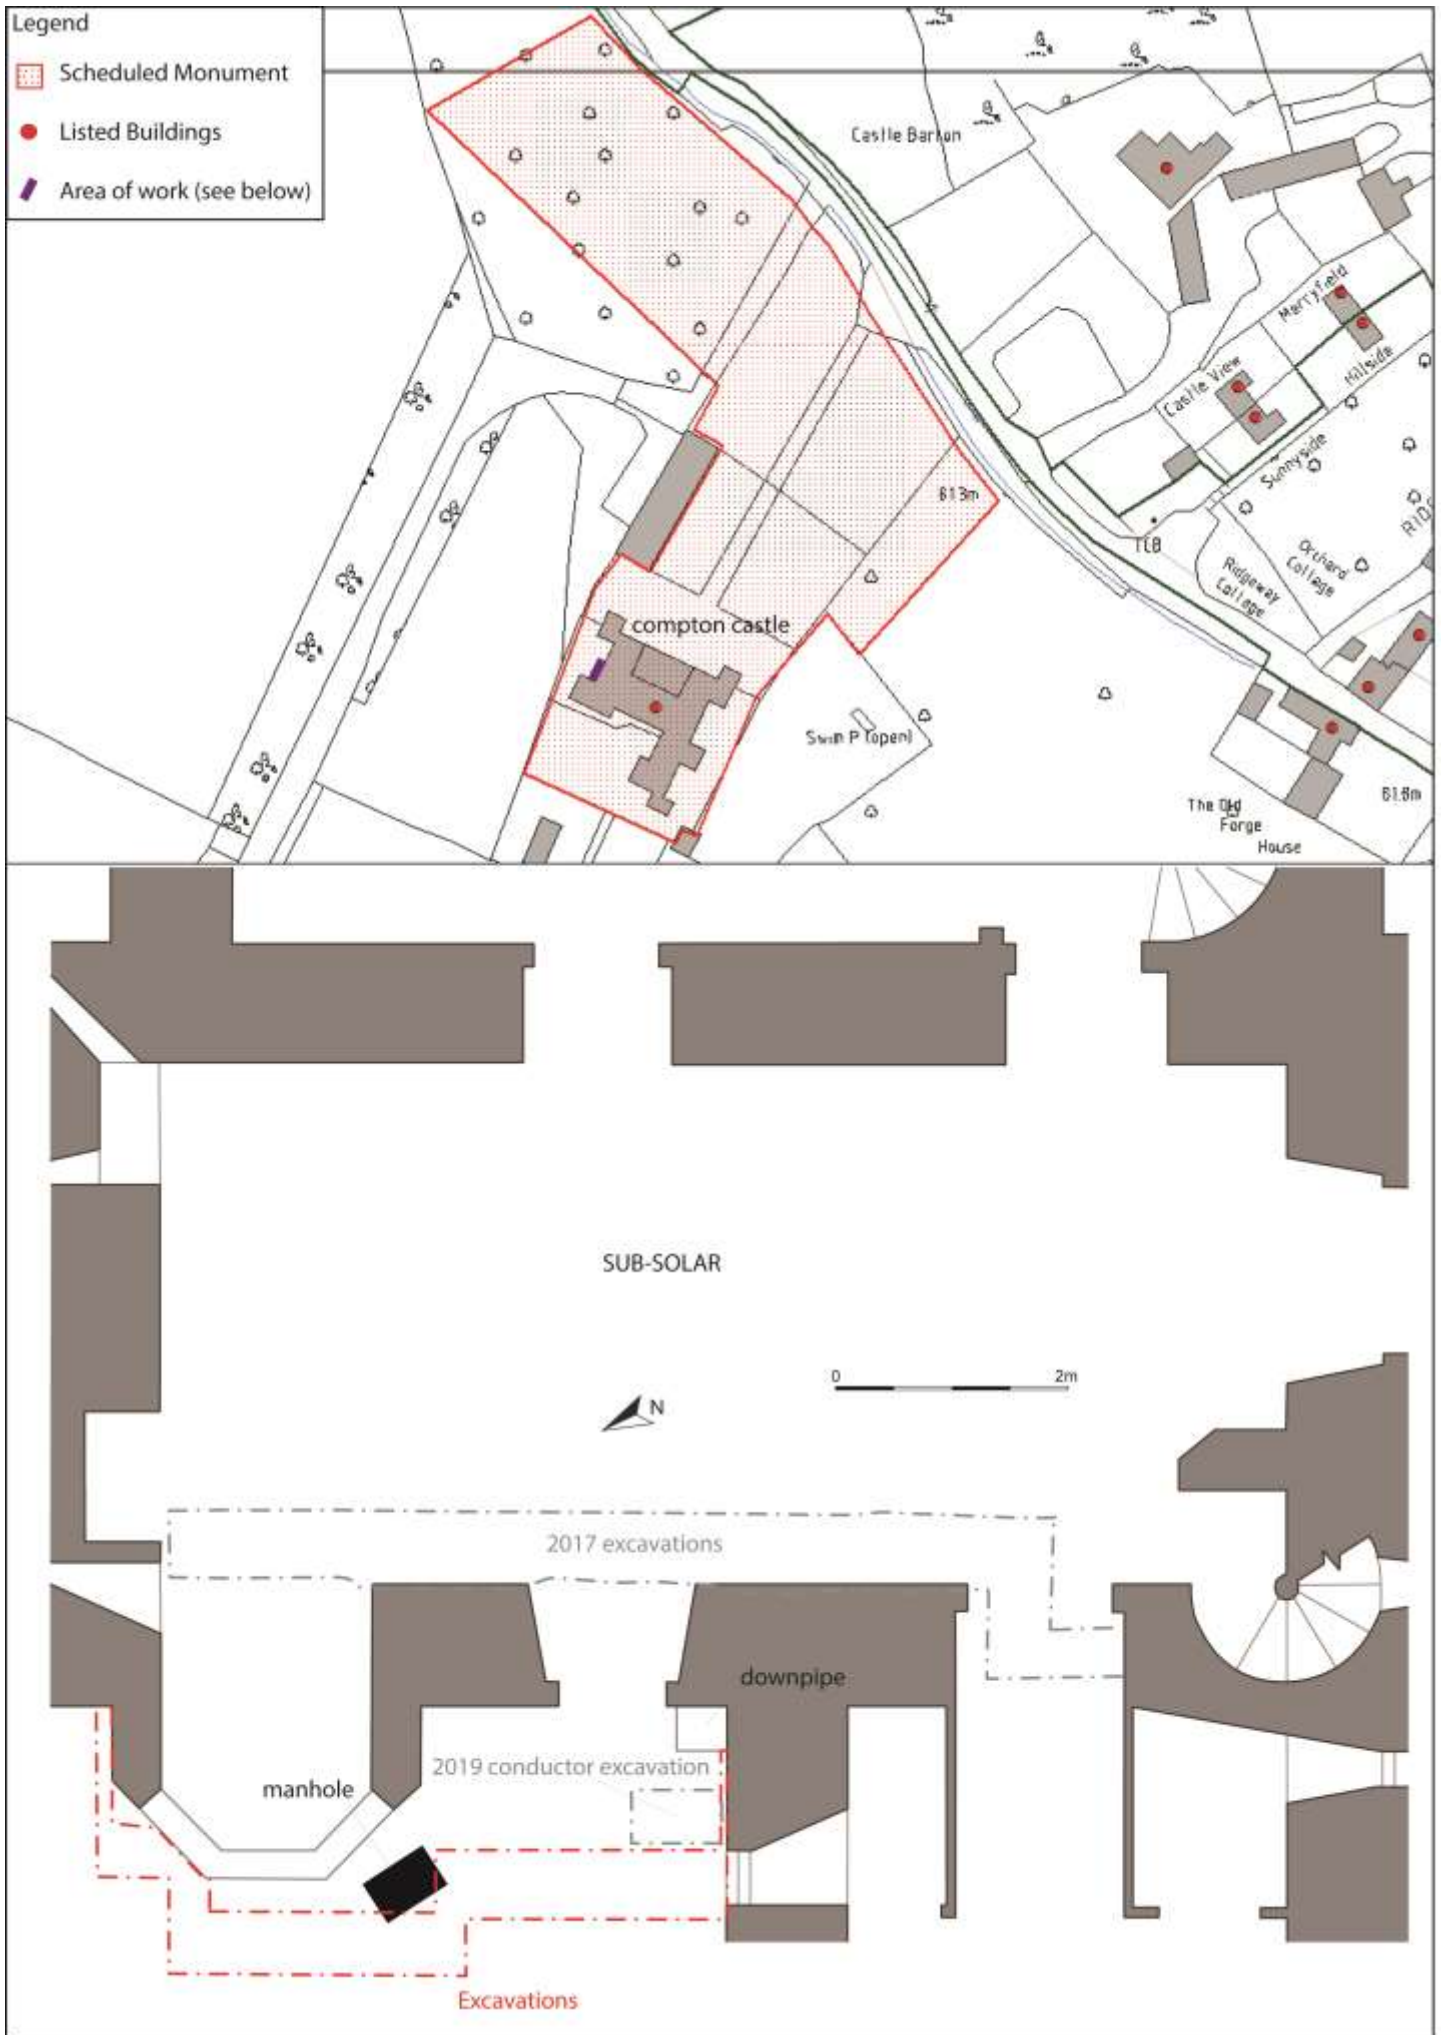 Legend
Scheduled Monument
Listed Buildings
Area of work (see below)
Castle Barton
Merryfield
Hillside
Castle View
Sunnyside
61.3m
TCB
Orchard
Cottage
Ridgeway
Cottage
compton castle
Swim P (open)
The Old
Forge
House
61.6m
SUB-SOLAR
0
2m
N
2017 excavations
downpipe
2019 conductor excavation
manhole
Excavations